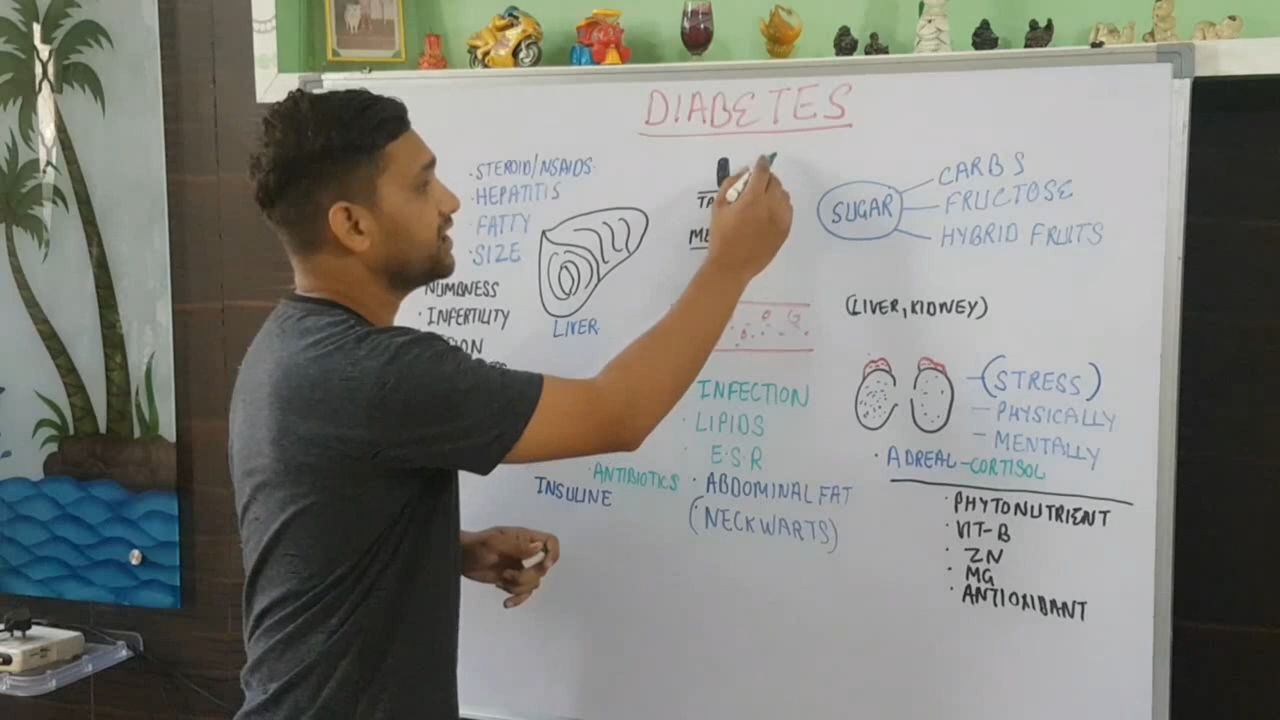 DIABETES
· STEROID/NSAIDS
· HEPATITIS
· FATTY
· SIZE
LIVER
NUMBNESS
· INFERTILITY
SUGAR
CARBS
FRUCTOSE
HYBRID FRUITS
(LIVER, KIDNEY)
INFECTION
· LIPIDS
· E.S.R
· ABDOMINAL FAT
(NECKWARTS)
· ANTIBIOTICS
INSULINE
- (STRESS)
- PHYSICALLY
- MENTALLY
· ADREAL-CORTISOL
· PHYTONUTRIENT
· VIT-B
· ZN
· MG
· ANTIOXIDANT